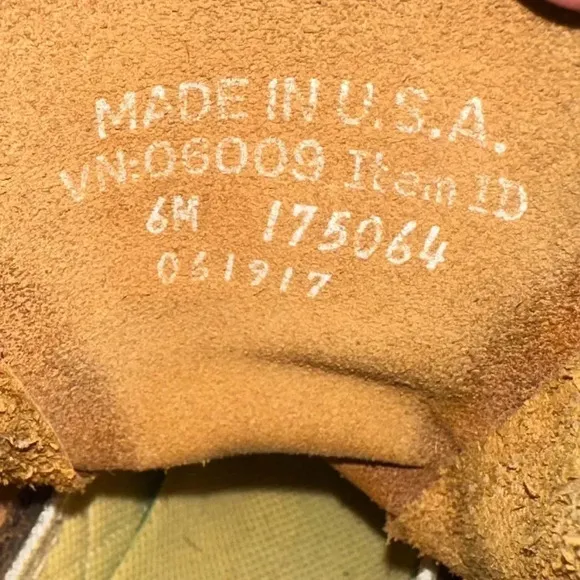 MADE IN U.S.A.
VN:06009 Item ID
6M 175064
051917